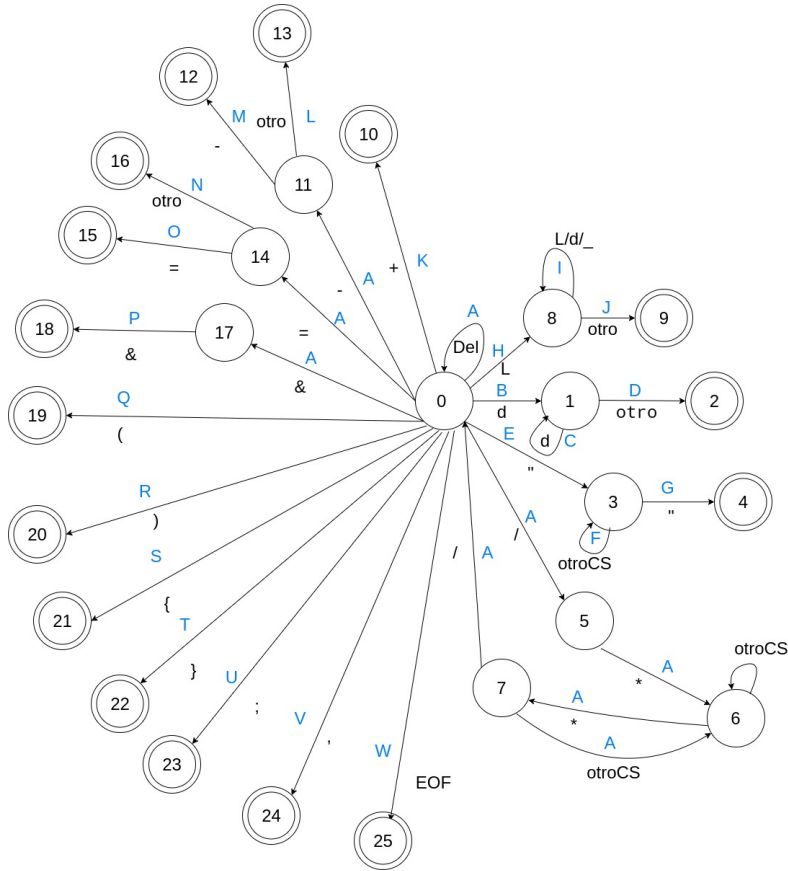 13
12
M
otro
L
10
-
16
N
11
otro
15
O
14
=
A
-
+
K
L/d/_
I
18
P
17
=
A
A
Del
H
L
8
J
otro
9
&
A
&
19
Q
(
0
B
d
1
D
otro
2
d
C
E
"
R
)
3
G
"
4
F
otroCS
20
S
/
A
/
A
21
{
T
5
}
U
A
*
otroCS
22
;
V
7
A
*
6
23
,
W
A
otroCS
24
EOF
25